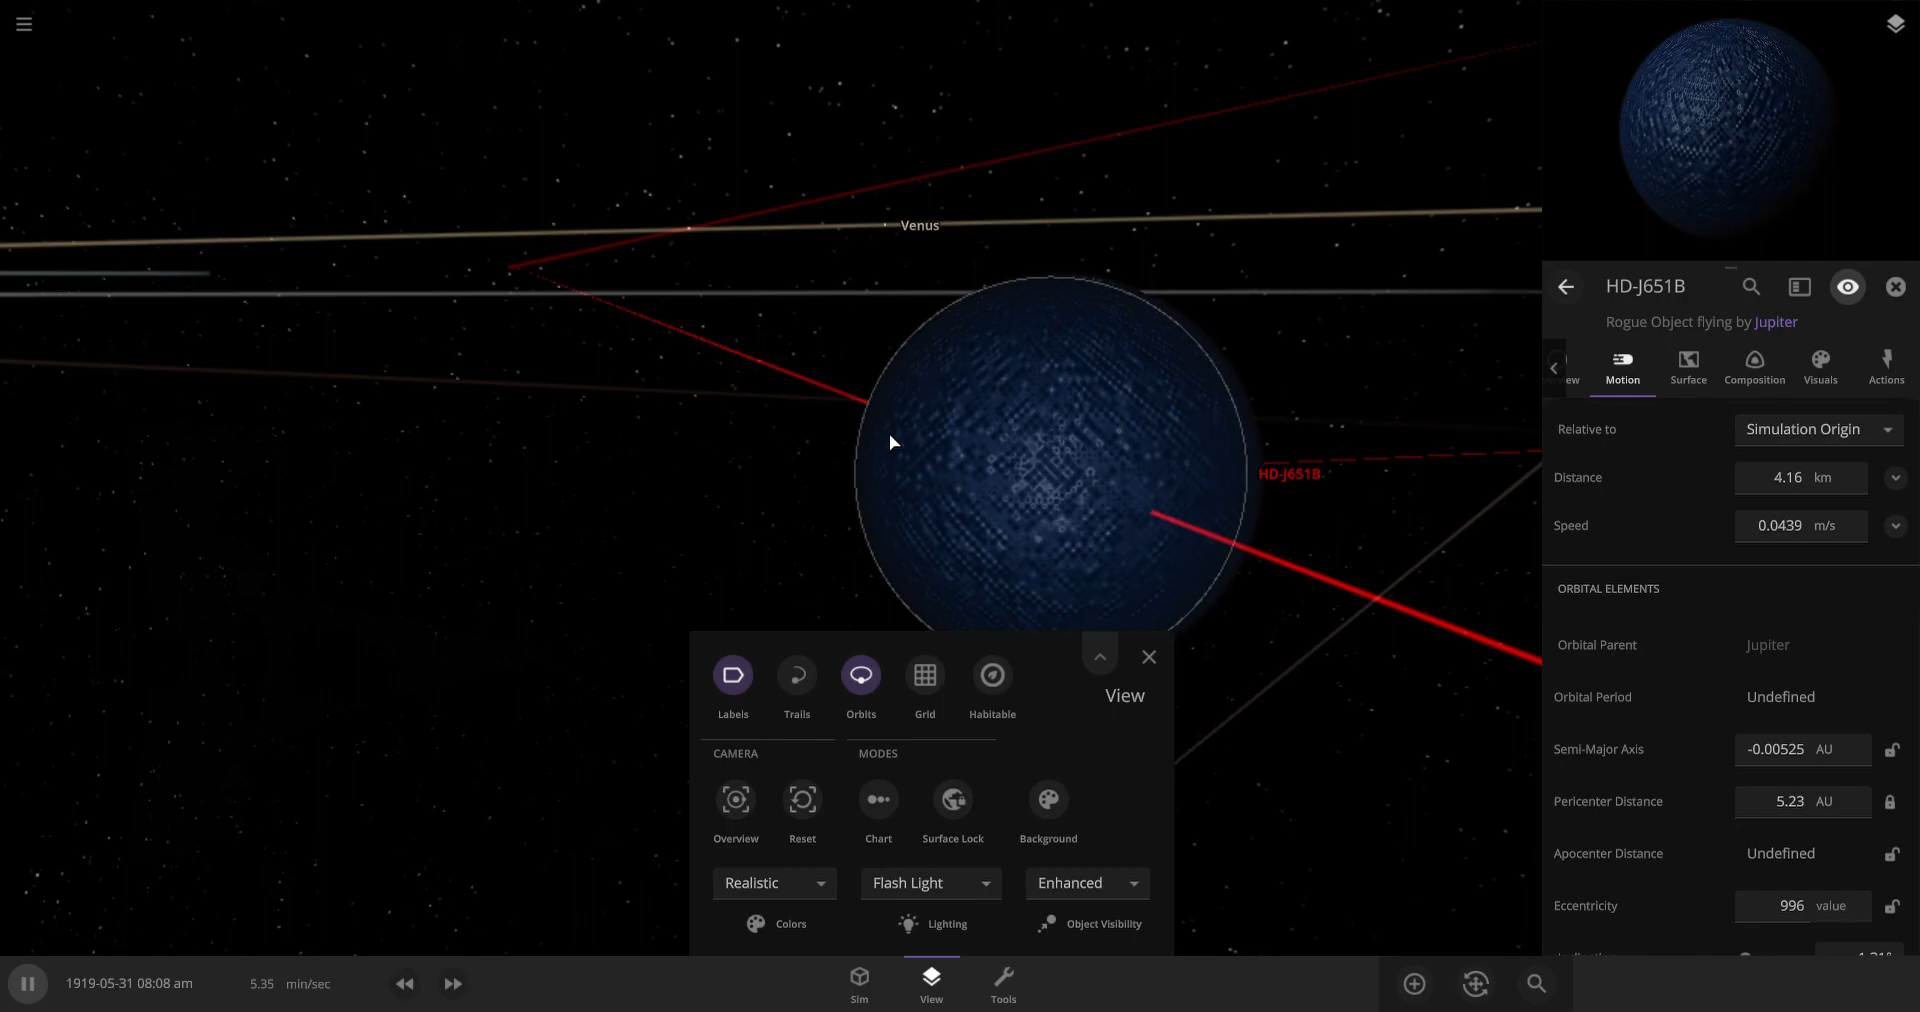 Venus
HD-J651B
HD-J651B
Rogue Object flying by Jupiter
Motion
Surface
Composition
Visuals
Actions
Relative to
Simulation Origin
Distance
4.16 km
Speed
0.0439 m/s
ORBITAL ELEMENTS
Orbital Parent
Jupiter
Orbital Period
Undefined
Semi-Major Axis
-0.00525 AU
Pericenter Distance
5.23 AU
Apocenter Distance
Undefined
Eccentricity
996 value
View
Labels
Trails
Orbits
Grid
Habitable
CAMERA
MODES
Overview
Reset
Chart
Surface Lock
Background
Realistic
Flash Light
Enhanced
Colors
Lighting
Object Visibility
1919-05-31 08:08 am
5.35 min/sec
Sim
View
Tools